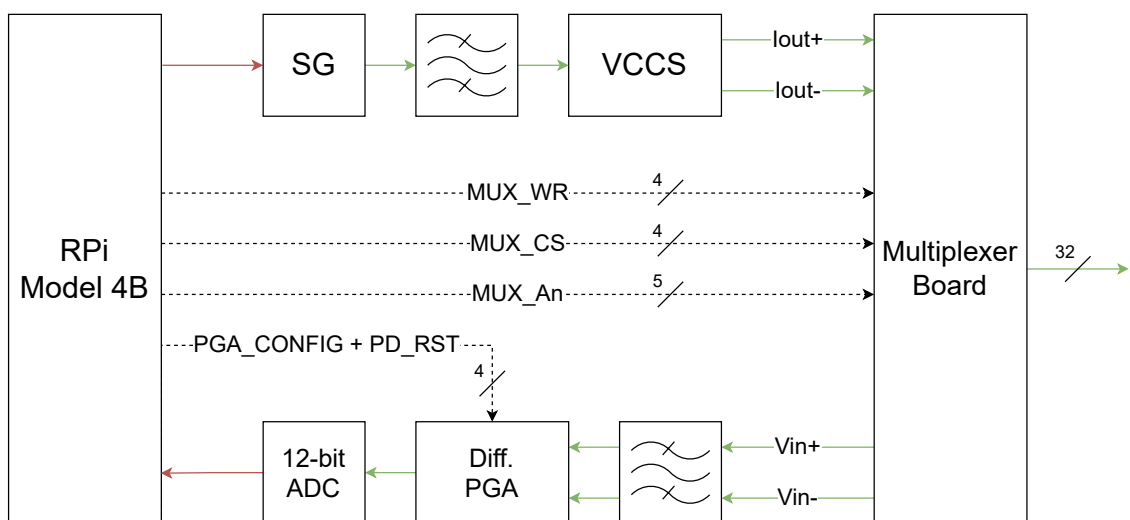 SG
VCCS
Iout+
Iout-
MUX_WR
4
MUX_CS
4
MUX_An
5
RPi
Model 4B
Multiplexer
Board
32
PGA_CONFIG + PD_RST
4
12-bit
ADC
Diff.
PGA
Vin+
Vin-